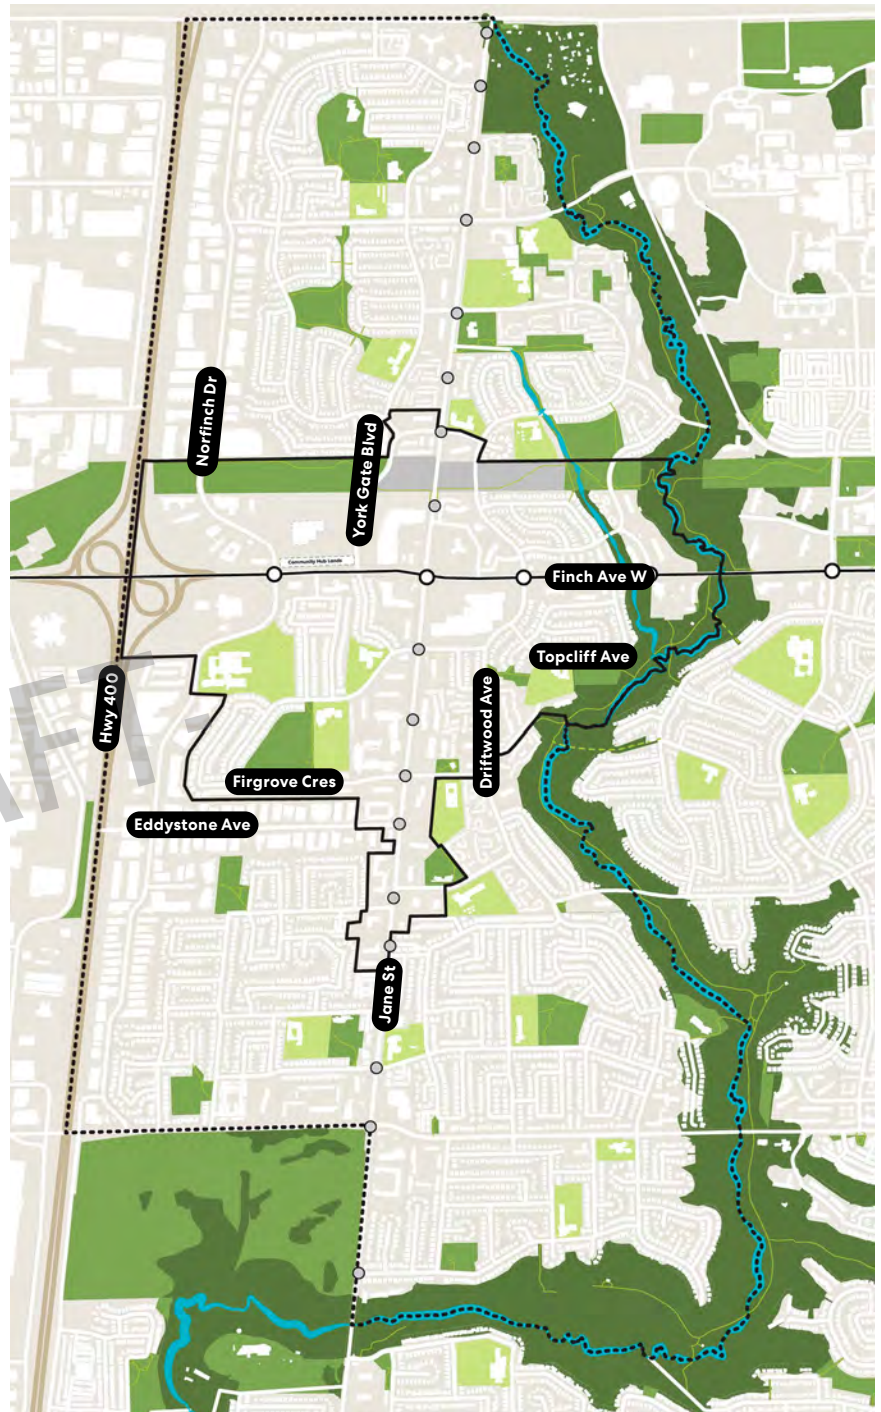 Norfinch Dr
York Gate Blvd
Community Hub Lands
Finch Ave W
Topcliff Ave
Hwy 400
Driftwood Ave
Firgrove Cres
Eddystone Ave
Jane St
AFT-